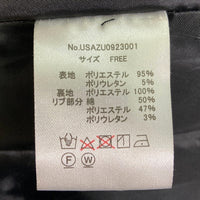 No.USAZU0923001
サイズ FREE
表地 ポリエステル 95%
ポリウレタン 5%
裏地 ポリエステル 100%
リブ部分 綿 50%
ポリエステル 47%
ポリウレタン 3%
F W